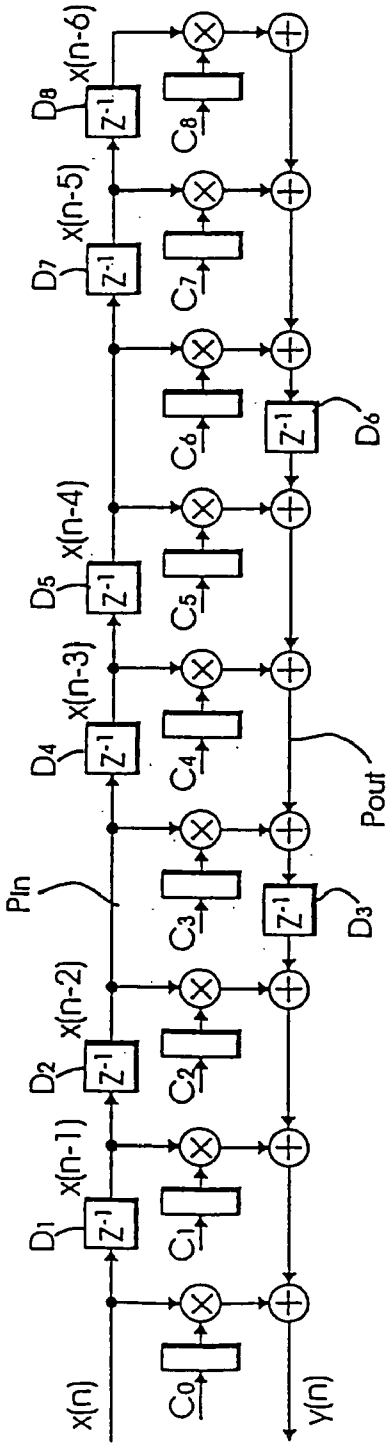 x(n)
D1
Z-1
x(n-1)
D2
Z-1
x(n-2)
Pin
D4
Z-1
x(n-3)
D5
Z-1
x(n-4)
D7
Z-1
x(n-5)
D8
Z-1
x(n-6)
C0
C1
C2
C3
C4
C5
C6
C7
C8
y(n)
Z-1
D3
Pout
Z-1
D6